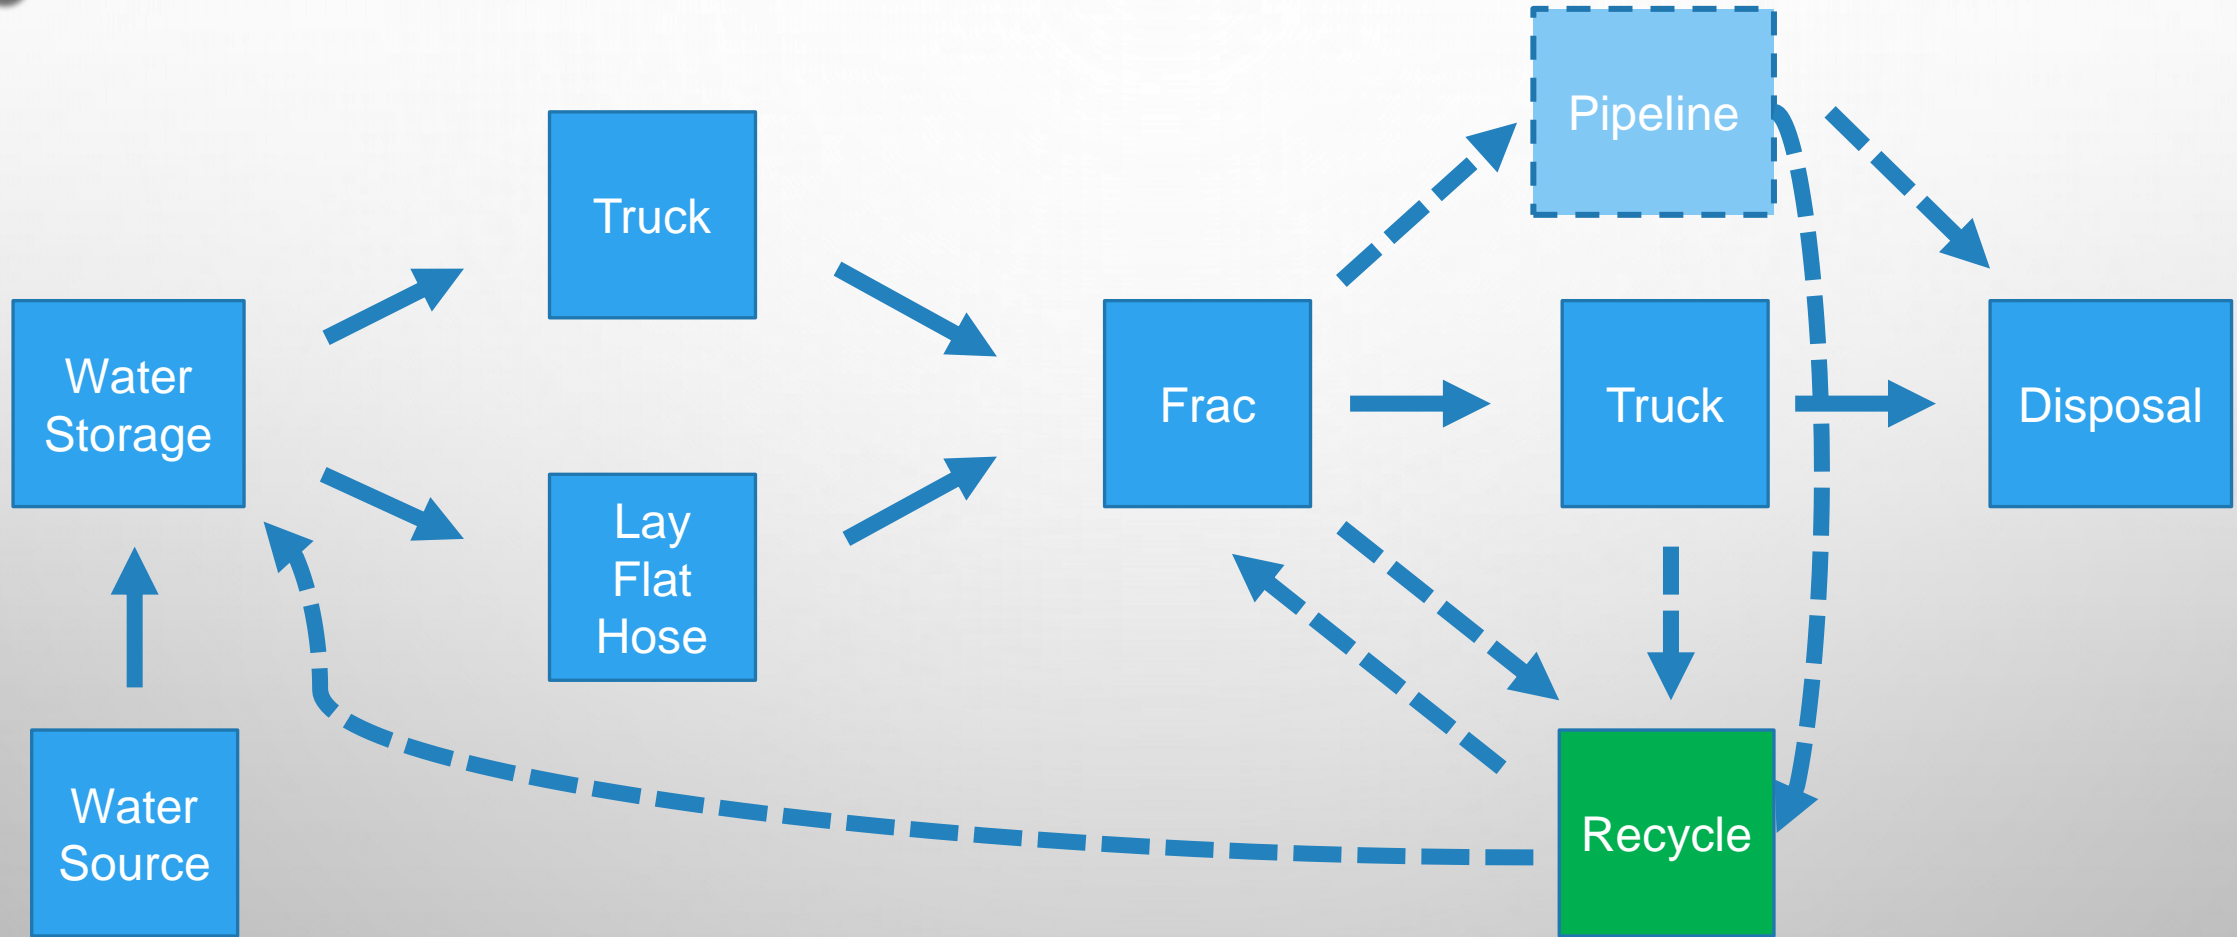 Pipeline
Truck
Water
Storage
Lay
Flat
Hose
Frac
Truck
Disposal
Water
Source
Recycle